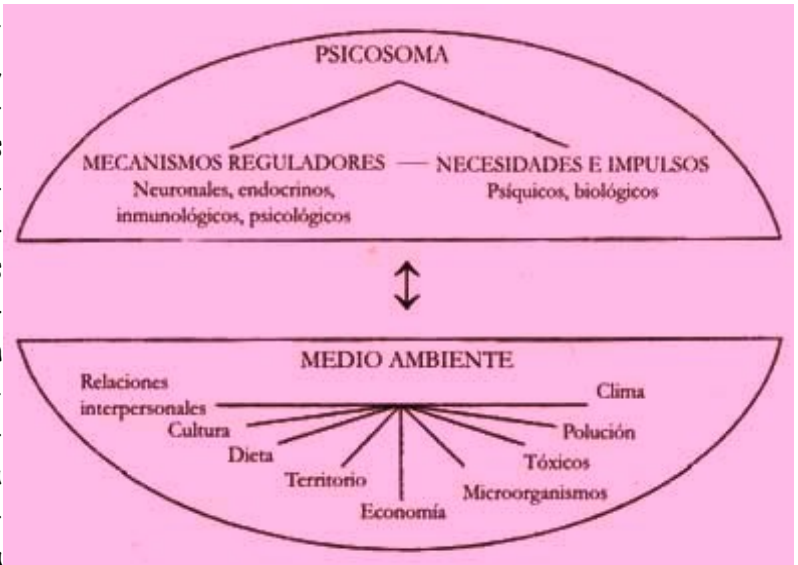 PSICOSOMA
MECANISMOS REGULADORES — NECESIDADES E IMPULSOS
Neuronales, endocrinos,
Psíquicos, biológicos
inmunológicos, psicológicos
MEDIO AMBIENTE
Relaciones
interpersonales
Clima
Cultura
Polución
Dieta
Tóxicos
Territorio
Microorganismos
Economía